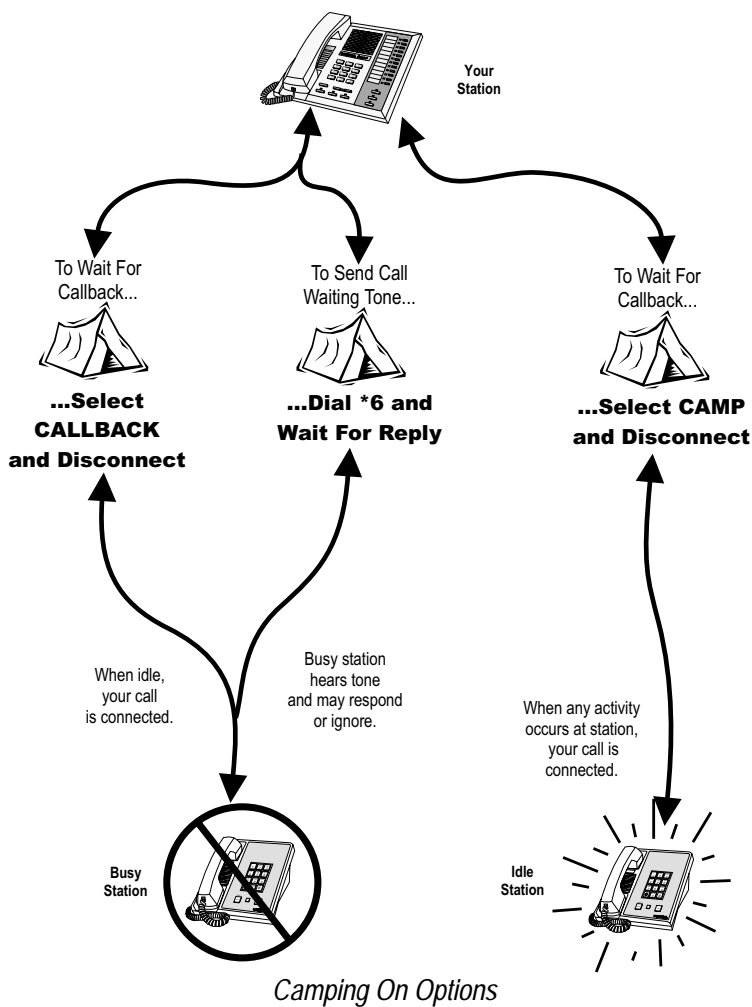 Your
Station
To Wait For
Callback...
...Select
CALLBACK
and Disconnect
To Send Call
Waiting Tone...
...Dial *6 and
Wait For Reply
To Wait For
Callback...
...Select CAMP
and Disconnect
When idle,
your call
is connected.
Busy station
hears tone
and may respond
or ignore.
When any activity
occurs at station,
your call is
connected.
Busy
Station
Idle
Station
Camping On Options